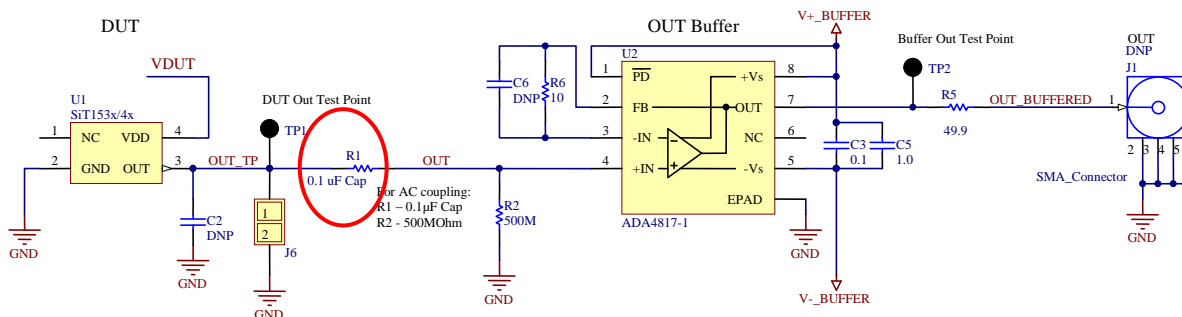 DUT
OUT Buffer
V+_BUFFER
VDUT
U1
SiT153x/4x
1
NC
VDD
4
2
GND
OUT
3
OUT_TP
GND
C2
DNP
GND
DUT Out Test Point
TP1
1
2
J6
GND
R1
0.1 uF Cap
OUT
For AC coupling:
R1 – 0.1µF Cap
R2 - 500MOhm
R2
500M
GND
C6
DNP
R6
10
U2
1
PD
+Vs
8
2
FB
OUT
7
3
-IN
NC
6
4
+IN
-Vs
5
EPAD
ADA4817-1
GND
C3
0.1
C5
1.0
V-_BUFFER
Buffer Out Test Point
TP2
R5
49.9
OUT_BUFFERED
OUT
DNP
J1
1
2
3
4
5
SMA_Connector
GND